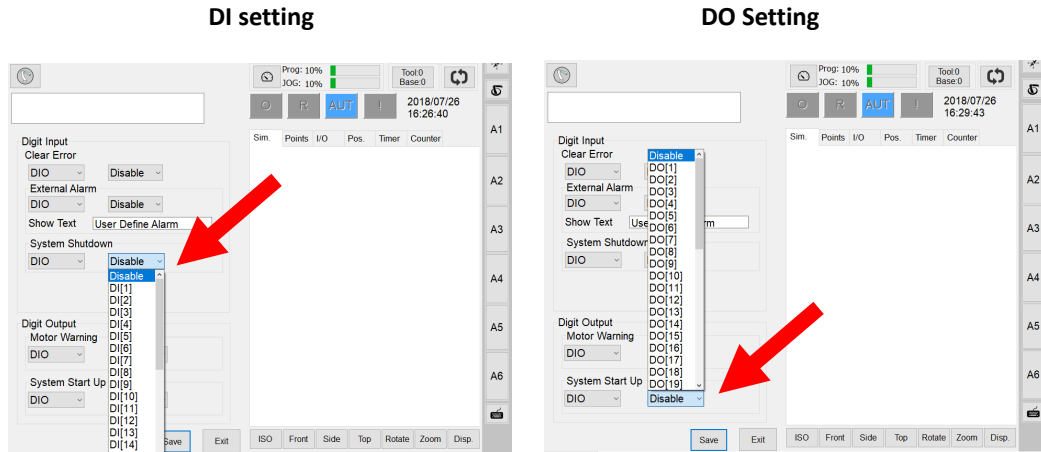 DI setting
DO Setting
Prog: 10%
JOG: 10%
Tool:0
Base:0
O R AUT !
2018/07/26
16:26:40
Sim. Points I/O Pos. Timer Counter
Digit Input
Clear Error
DIO Disable
External Alarm
DIO Disable
Show Text User Define Alarm
System Shutdown
DIO Disable
Disable
DI[1]
DI[2]
DI[3]
DI[4]
DI[5]
DI[6]
DI[7]
DI[8]
DI[9]
DI[10]
DI[11]
DI[12]
DI[13]
DI[14]
Digit Output
Motor Warning
DIO
System Start Up
DIO
Save Exit
ISO Front Side Top Rotate Zoom Disp.
A1
A2
A3
A4
A5
A6
Prog: 10%
JOG: 10%
Tool:0
Base:0
O R AUT !
2018/07/26
16:29:43
Sim. Points I/O Pos. Timer Counter
Digit Input
Clear Error
DIO
External Alarm
DIO
Show Text Use rm
System Shutdown
DIO
Disable
DO[1]
DO[2]
DO[3]
DO[4]
DO[5]
DO[6]
DO[7]
DO[8]
DO[9]
DO[10]
DO[11]
DO[12]
DO[13]
DO[14]
DO[15]
DO[16]
DO[17]
DO[18]
DO[19]
Digit Output
Motor Warning
DIO
System Start Up
DIO Disable
Save Exit
ISO Front Side Top Rotate Zoom Disp.
A1
A2
A3
A4
A5
A6